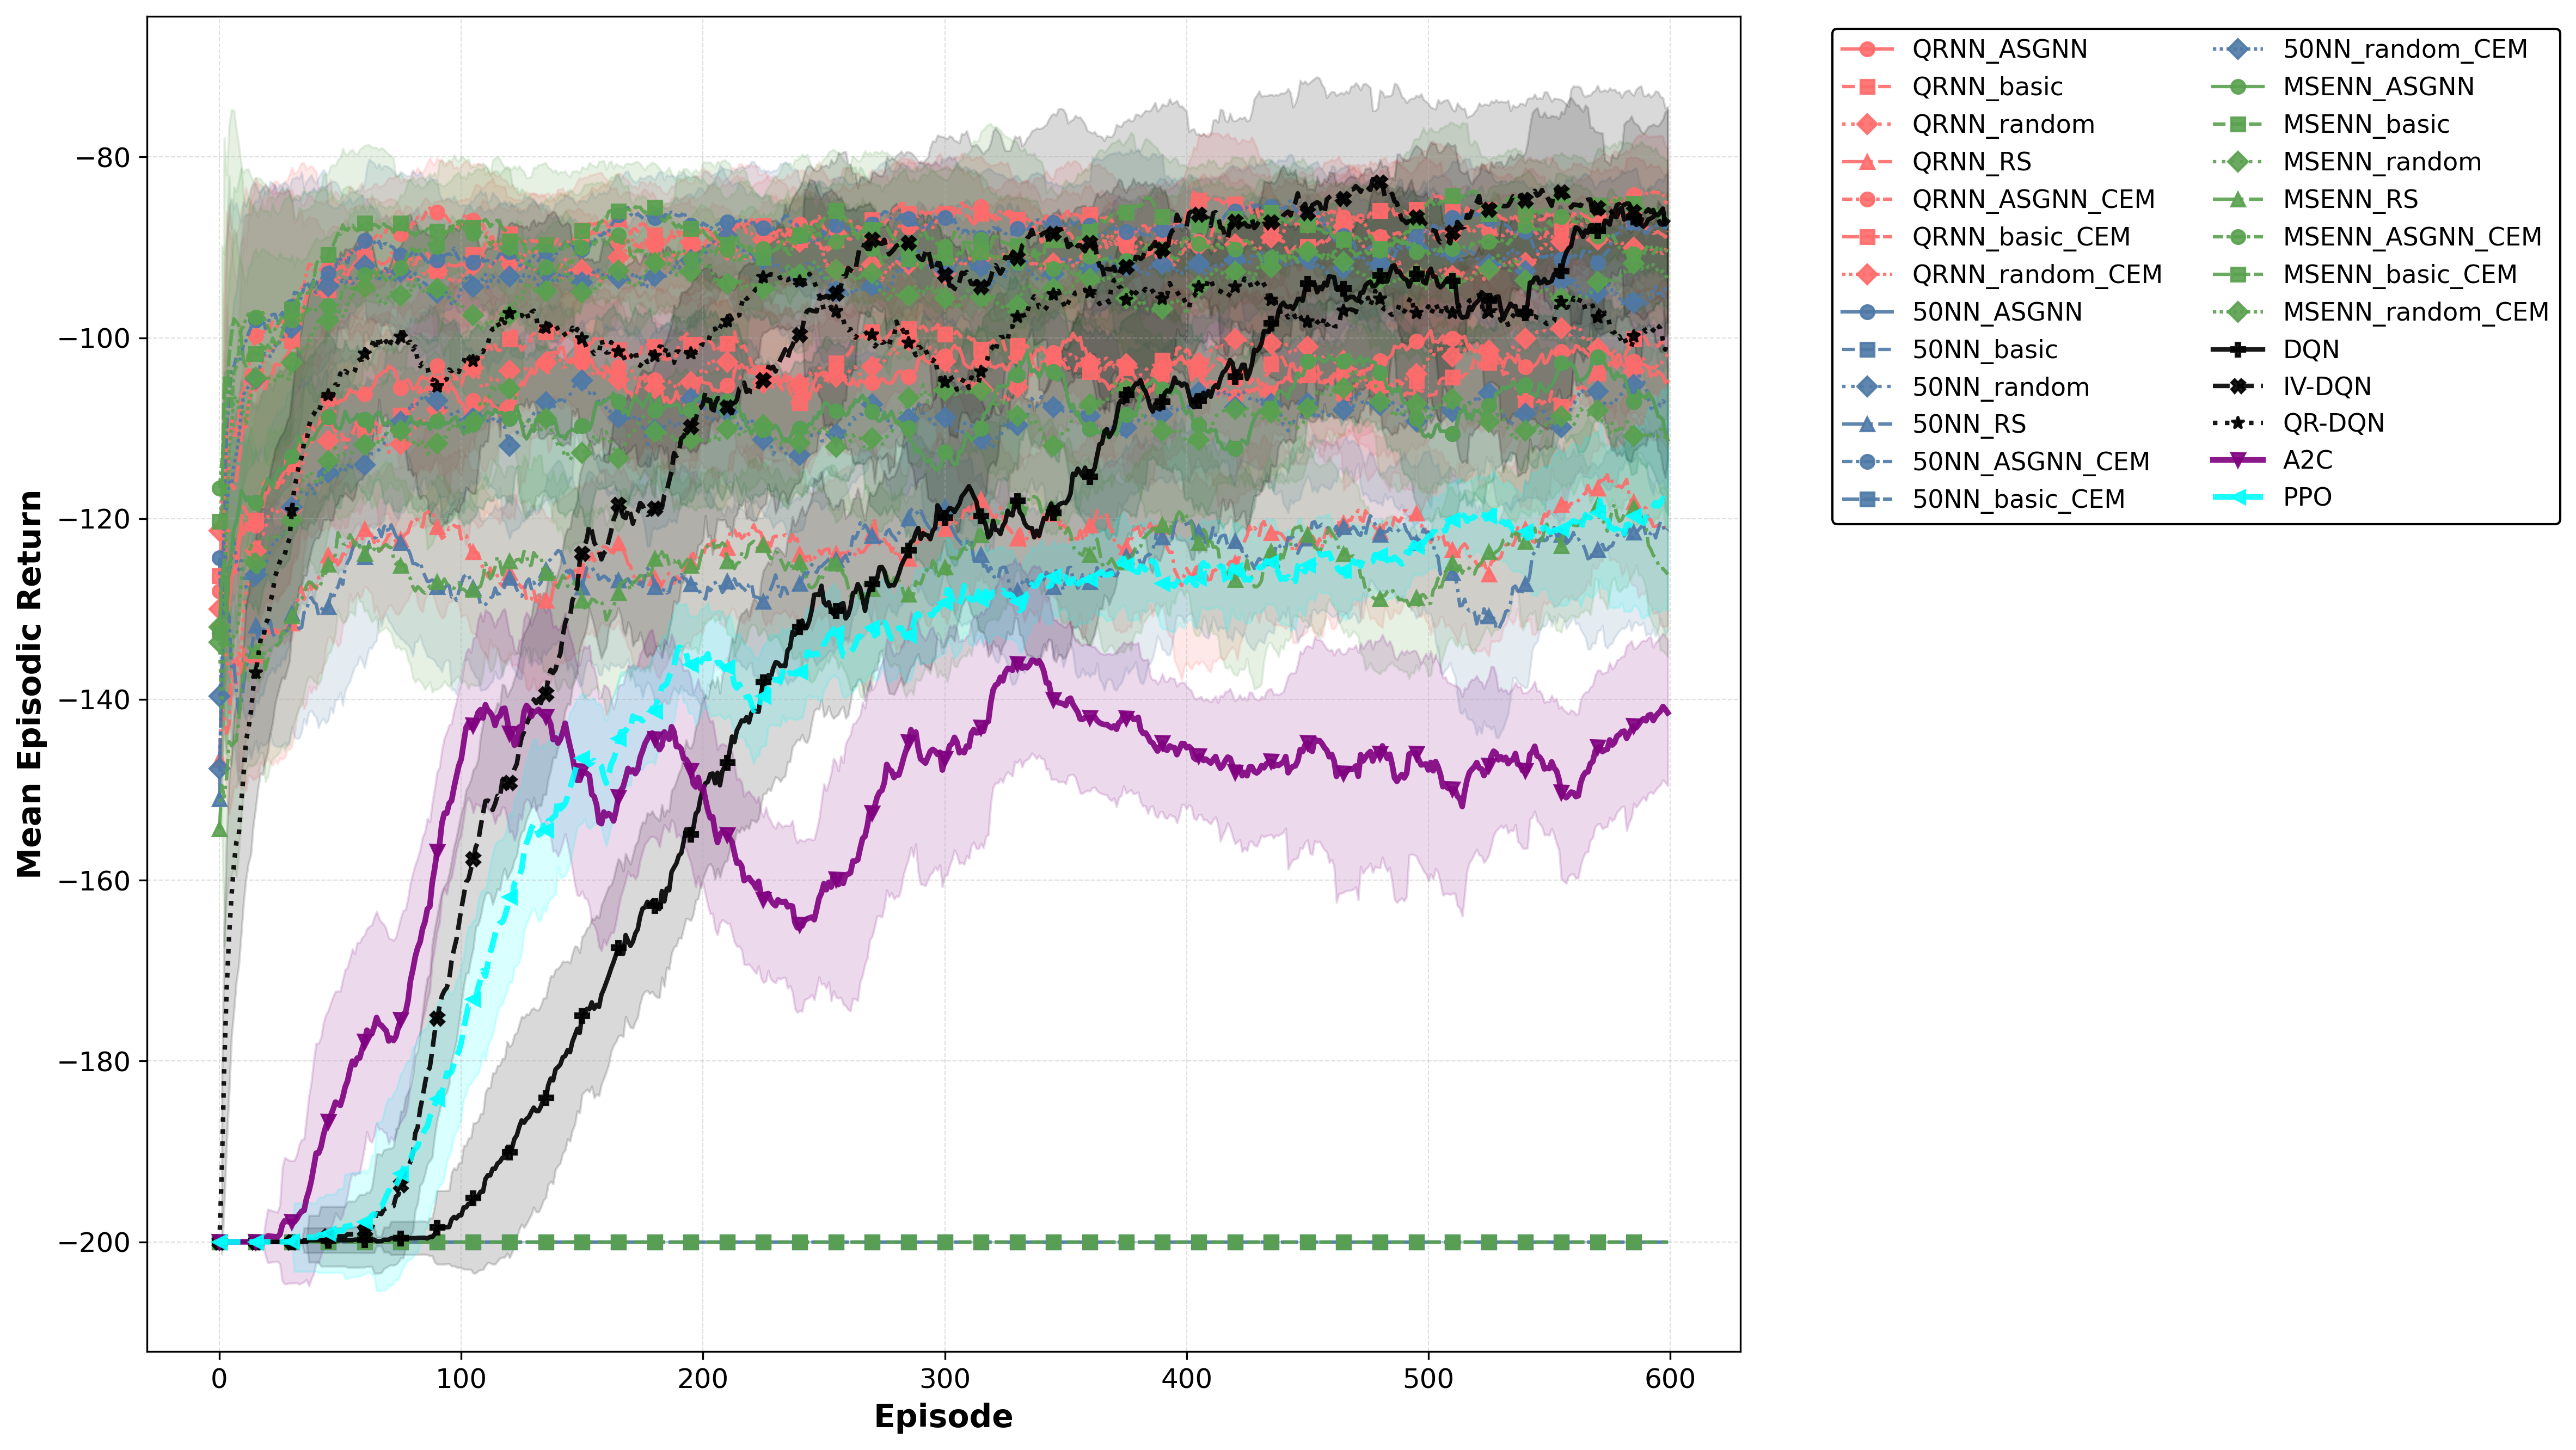 Mean Episodic Return
−80
−100
−120
−140
−160
−180
−200
0
100
200
300
400
500
600
Episode
QRNN_ASGNN
QRNN_basic
QRNN_random
QRNN_RS
QRNN_ASGNN_CEM
QRNN_basic_CEM
QRNN_random_CEM
50NN_ASGNN
50NN_basic
50NN_random
50NN_RS
50NN_ASGNN_CEM
50NN_basic_CEM
50NN_random_CEM
MSENN_ASGNN
MSENN_basic
MSENN_random
MSENN_RS
MSENN_ASGNN_CEM
MSENN_basic_CEM
MSENN_random_CEM
DQN
IV-DQN
QR-DQN
A2C
PPO